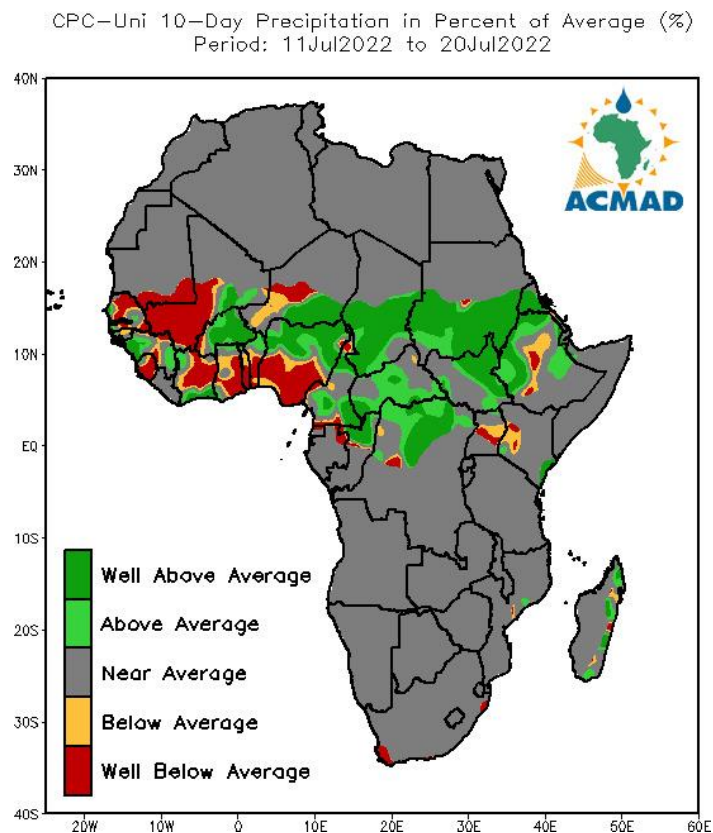 CPC-Uni 10-Day Precipitation in Percent of Average (%)
Period: 11Jul2022 to 20Jul2022
40N
ACMAD
30N
20N
10N
EQ
10S
Well Above Average
Above Average
20S
Near Average
Below Average
30S
Well Below Average
40S
20W 10W 0 10E 20E 30E 40E 50E 60E